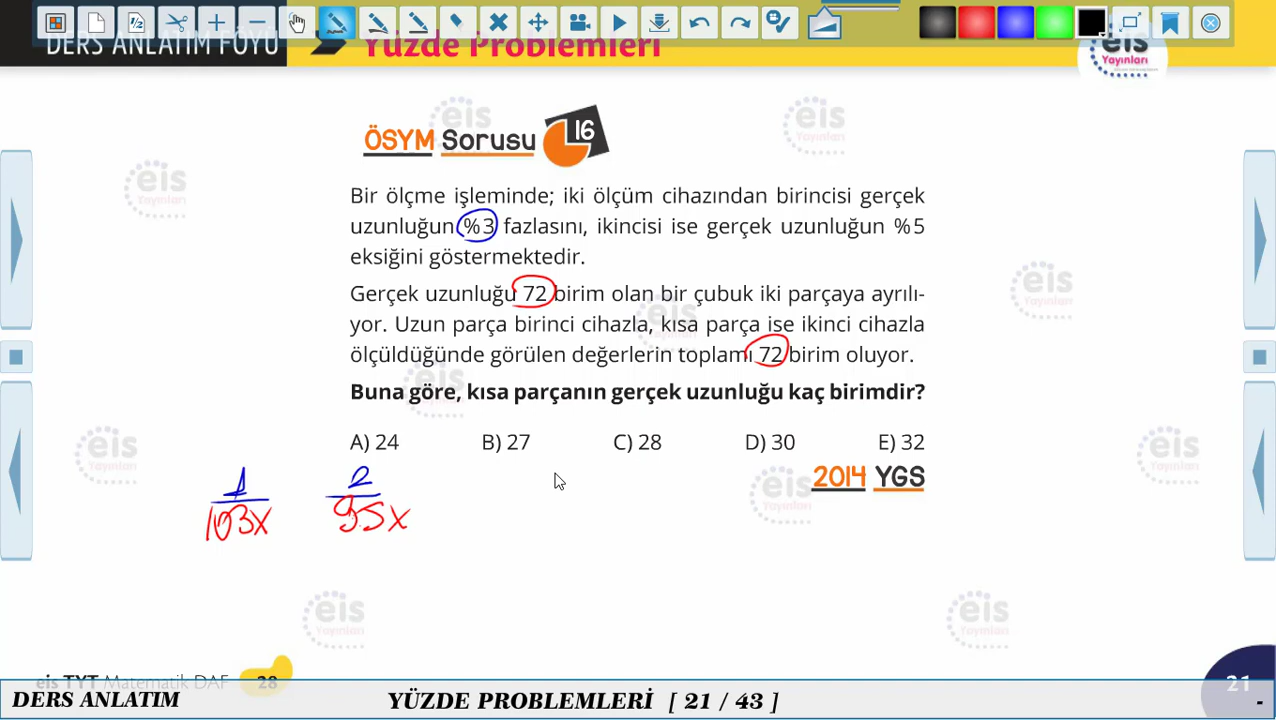 DERS ANLATIM FÖYÜ
Yüzde Problemleri
eis
Yayınları
ÖSYM Sorusu 16
Bir ölçme işleminde; iki ölçüm cihazından birincisi gerçek
uzunluğun %3 fazlasını, ikincisi ise gerçek uzunluğun %5
eksiğini göstermektedir.
Gerçek uzunluğu 72 birim olan bir çubuk iki parçaya ayrılı-
yor. Uzun parça birinci cihazla, kısa parça ise ikinci cihazla
ölçüldüğünde görülen değerlerin toplamı 72 birim oluyor.
Buna göre, kısa parçanın gerçek uzunluğu kaç birimdir?
A) 24 B) 27 C) 28 D) 30 E) 32
2014 YGS
1 2
103x 95x
eis TYT Matematik DAF 28
21
DERS ANLATIM YÜZDE PROBLEMLERİ [ 21 / 43 ] -